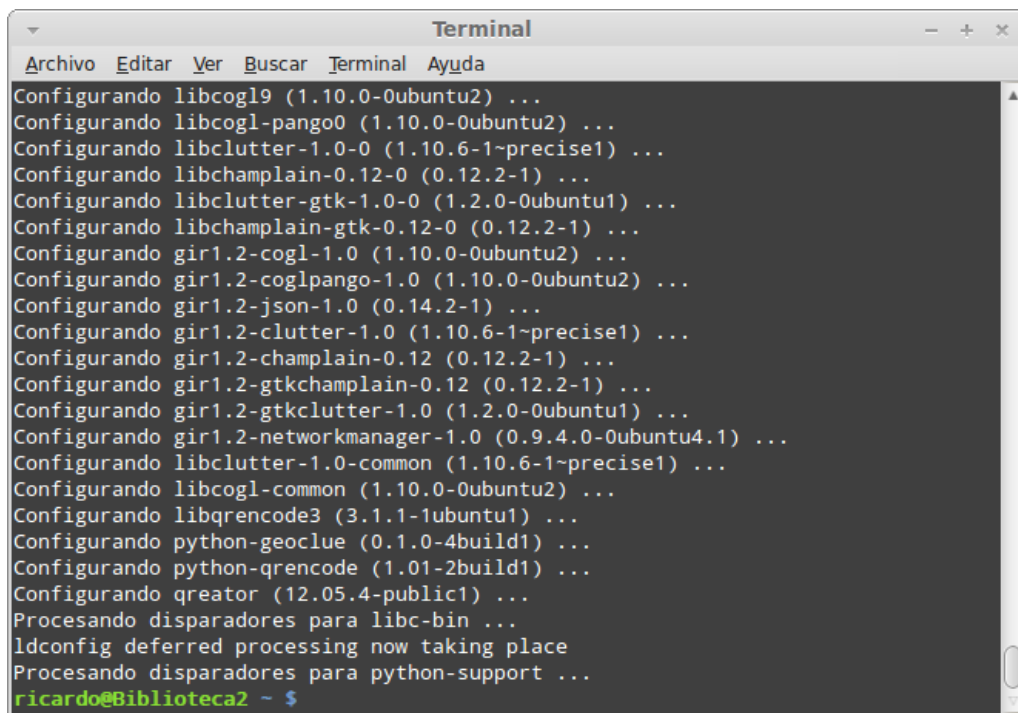 Terminal
Archivo Editar Ver Buscar Terminal Ayuda
Configurando libcogl9 (1.10.0-0ubuntu2) ...
Configurando libcogl-pango0 (1.10.0-0ubuntu2) ...
Configurando libclutter-1.0-0 (1.10.6-1~precise1) ...
Configurando libchamplain-0.12-0 (0.12.2-1) ...
Configurando libclutter-gtk-1.0-0 (1.2.0-0ubuntu1) ...
Configurando libchamplain-gtk-0.12-0 (0.12.2-1) ...
Configurando gir1.2-cogl-1.0 (1.10.0-0ubuntu2) ...
Configurando gir1.2-coglpango-1.0 (1.10.0-0ubuntu2) ...
Configurando gir1.2-json-1.0 (0.14.2-1) ...
Configurando gir1.2-clutter-1.0 (1.10.6-1~precise1) ...
Configurando gir1.2-champlain-0.12 (0.12.2-1) ...
Configurando gir1.2-gtkchamplain-0.12 (0.12.2-1) ...
Configurando gir1.2-gtkclutter-1.0 (1.2.0-0ubuntu1) ...
Configurando gir1.2-networkmanager-1.0 (0.9.4.0-0ubuntu4.1) ...
Configurando libclutter-1.0-common (1.10.6-1~precise1) ...
Configurando libcogl-common (1.10.0-0ubuntu2) ...
Configurando libqrencode3 (3.1.1-1ubuntu1) ...
Configurando python-geoclue (0.1.0-4build1) ...
Configurando python-qrencode (1.01-2build1) ...
Configurando qreator (12.05.4-public1) ...
Procesando disparadores para libc-bin ...
ldconfig deferred processing now taking place
Procesando disparadores para python-support ...
ricardo@Biblioteca2 ~ $